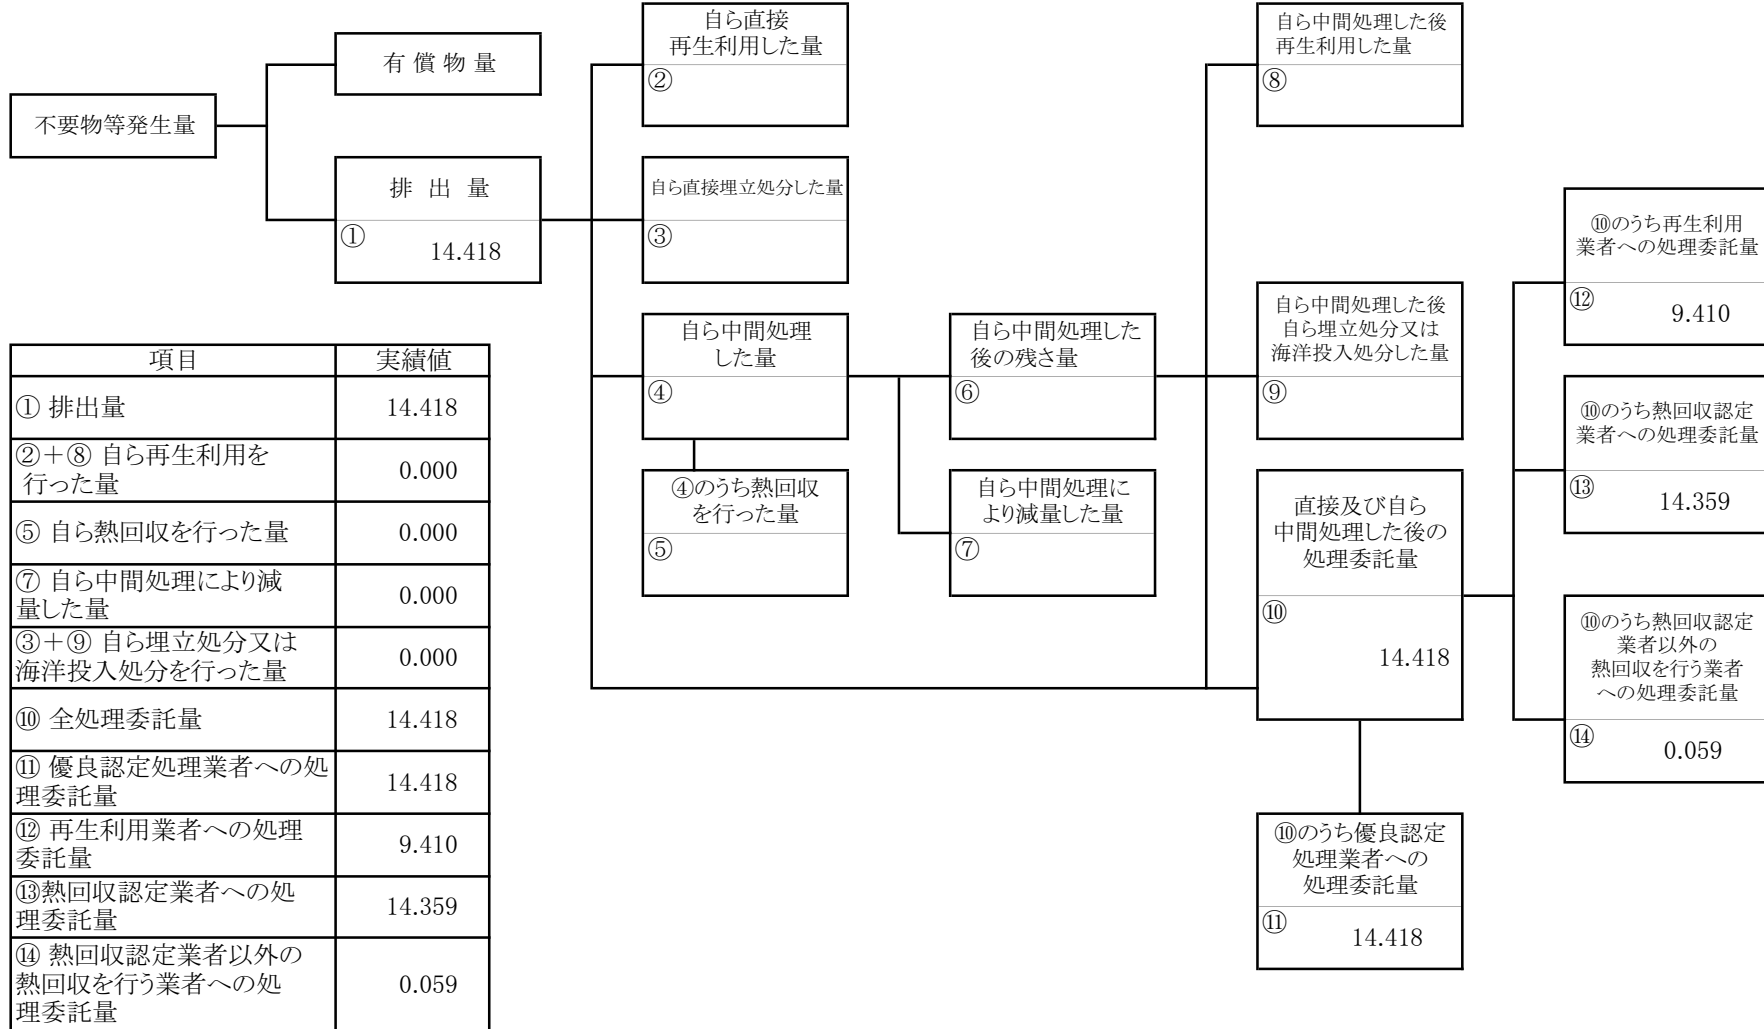 不要物等発生量
有 償 物 量
排 出 量
①
14.418
自ら直接
再生利用した量
②
自ら直接埋立処分した量
③
自ら中間処理
した量
④
④のうち熱回収
を行った量
⑤
自ら中間処理した
後の残さ量
⑥
自ら中間処理に
より減量した量
⑦
自ら中間処理した後
再生利用した量
⑧
自ら中間処理した後
自ら埋立処分又は
海洋投入処分した量
⑨
直接及び自ら
中間処理した後の
処理委託量
⑩
14.418
⑩のうち優良認定
処理業者への
処理委託量
⑪
14.418
⑩のうち再生利用
業者への処理委託量
⑫
9.410
⑩のうち熱回収認定
業者への処理委託量
⑬
14.359
⑩のうち熱回収認定
業者以外の
熱回収を行う業者
への処理委託量
⑭
0.059
項目 実績値
① 排出量 14.418
②+⑧ 自ら再生利用を
行った量 0.000
⑤ 自ら熱回収を行った量 0.000
⑦ 自ら中間処理により減
量した量 0.000
③+⑨ 自ら埋立処分又は
海洋投入処分を行った量 0.000
⑩ 全処理委託量 14.418
⑪ 優良認定処理業者への処
理委託量 14.418
⑫ 再生利用業者への処理
委託量 9.410
⑬熱回収認定業者への処
理委託量 14.359
⑭ 熱回収認定業者以外の
熱回収を行う業者への処
理委託量 0.059